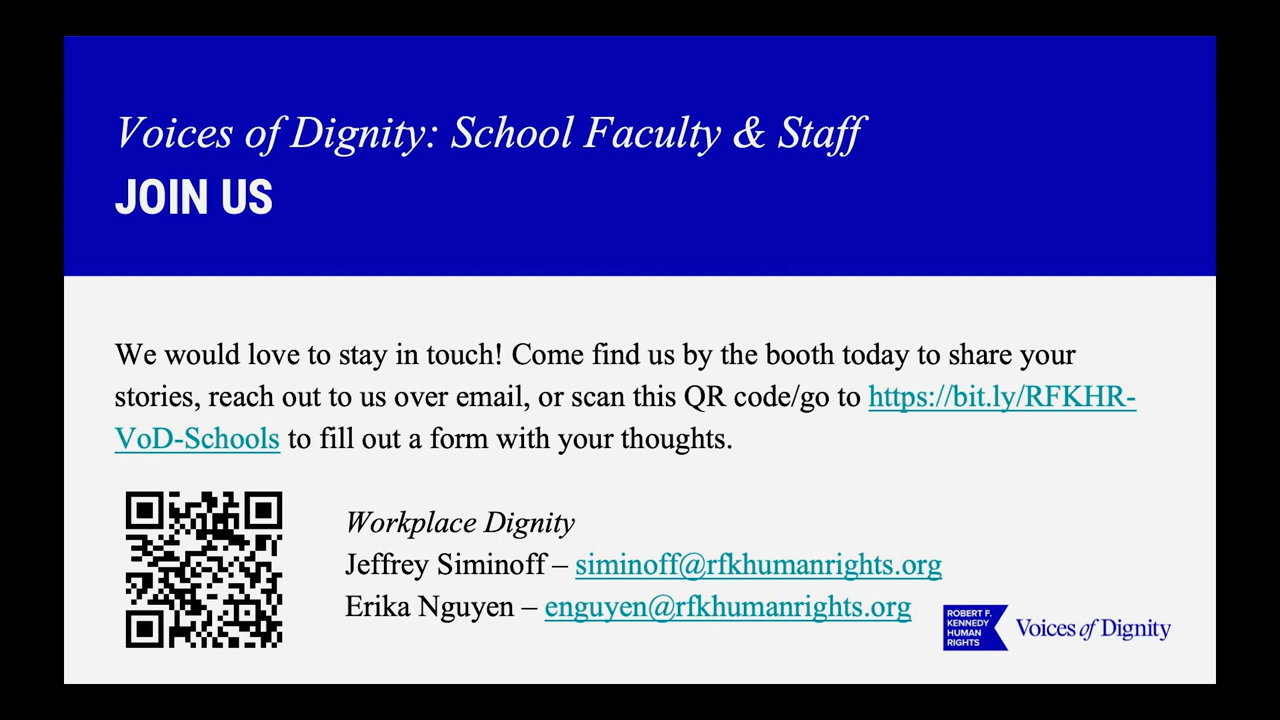 Voices of Dignity: School Faculty & Staff
JOIN US
We would love to stay in touch! Come find us by the booth today to share your
stories, reach out to us over email, or scan this QR code/go to https://bit.ly/RFKHR-
VoD-Schools to fill out a form with your thoughts.
Workplace Dignity
Jeffrey Siminoff – siminoff@rfkhumanrights.org
Erika Nguyen – enguyen@rfkhumanrights.org
ROBERT F.
KENNEDY
HUMAN
RIGHTS
Voices of Dignity